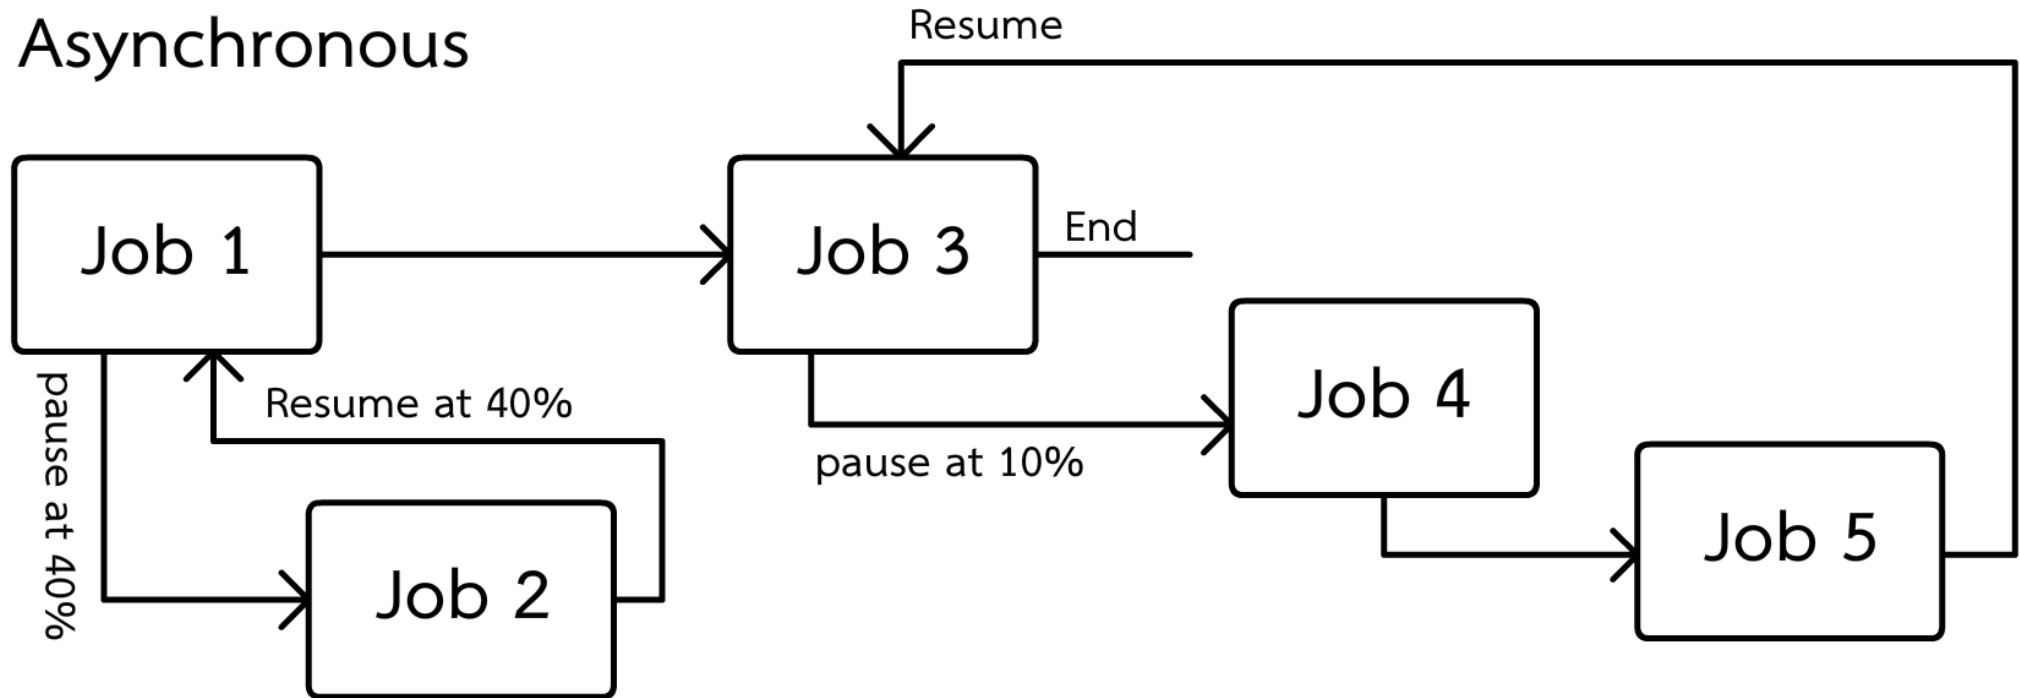 Asynchronous
Resume
Job 1
Job 3
End
pause at 40%
Resume at 40%
Job 4
pause at 10%
Job 2
Job 5